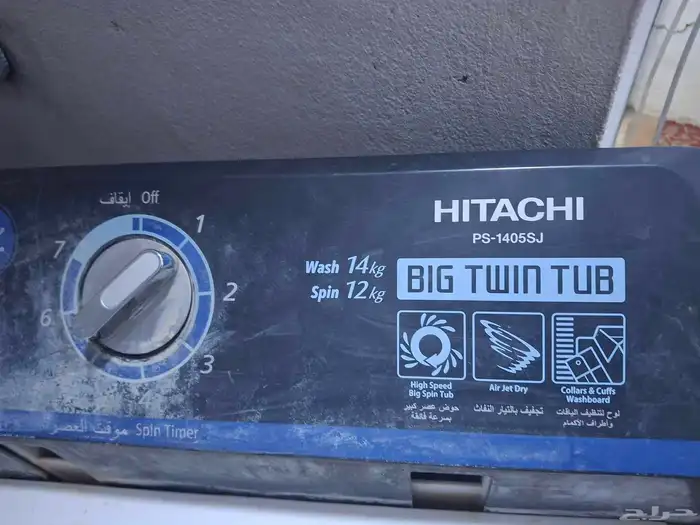 إيقاف Off
1
2
3
6
7
موقت العصر Spin Timer
HITACHI
PS-1405SJ
Wash 14kg
Spin 12kg
BIG TWIN TUB
High Speed
Big Spin Tub
حوض عصر كبير
بسرعة فائقة
Air Jet Dry
تجفيف بالتيار النفاث
Collars & Cuffs
Washboard
لوح لتنظيف الياقات
وأطراف الأكمام
حراج